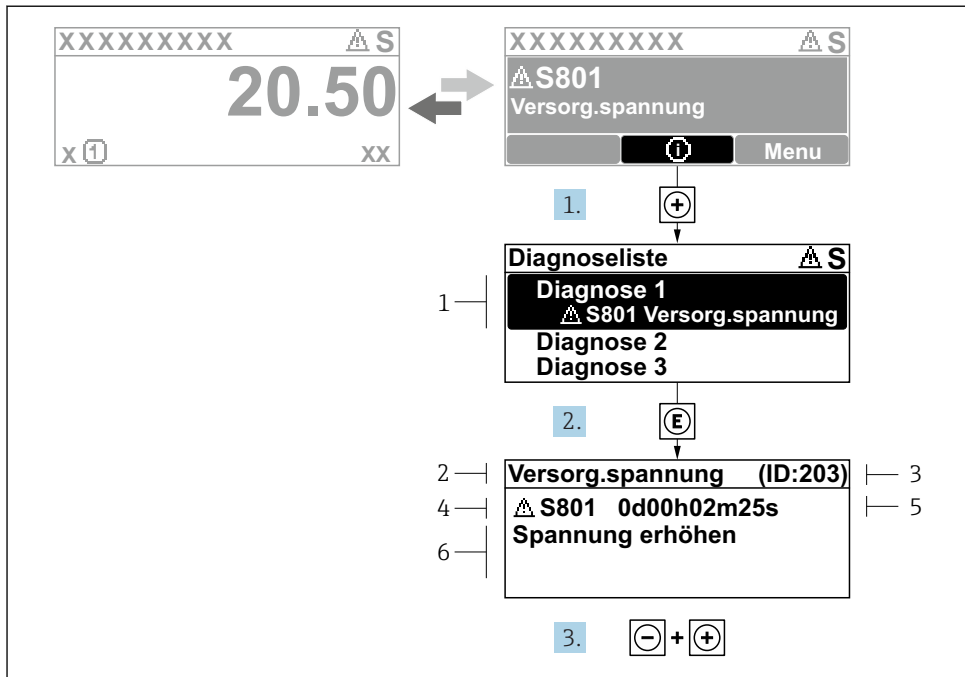 XXXXXXXXX ⚠ S
20.50
x 1 xx
XXXXXXXXX ⚠ S
⚠ S801
Versorg.spannung
i Menu
1. +
Diagnoseliste ⚠ S
1
Diagnose 1
⚠ S801 Versorg.spannung
Diagnose 2
Diagnose 3
2. E
2 Versorg.spannung (ID:203) 3
4 ⚠ S801 0d00h02m25s 5
6 Spannung erhöhen
3. - + +